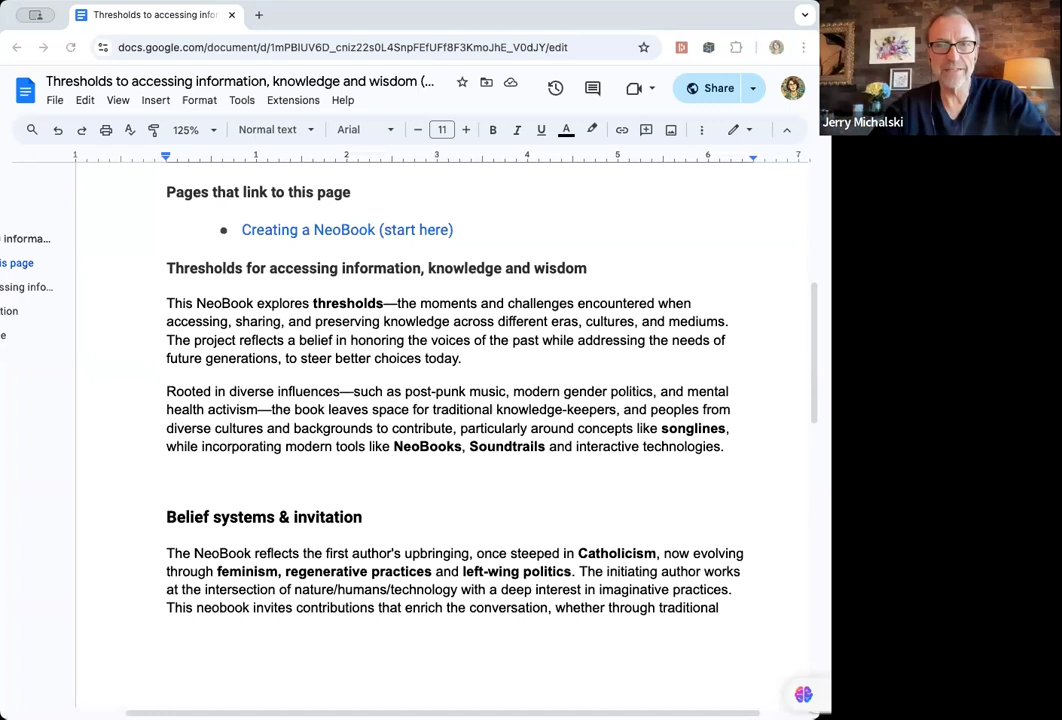 Thresholds to accessing infor
docs.google.com/document/d/1mPBlUV6D_cniz22s0L4SnpFEfUFf8F3KmoJhE_V0dJY/edit
Thresholds to accessing information, knowledge and wisdom (...
File Edit View Insert Format Tools Extensions Help
Share
Jerry Michalski
125% Normal text Arial − 11 + B I U A
1 1 2 3 4 5 6 7
Pages that link to this page
Creating a NeoBook (start here)
informa...
Thresholds for accessing information, knowledge and wisdom
is page
ssing info...
This NeoBook explores thresholds—the moments and challenges encountered when
tion
accessing, sharing, and preserving knowledge across different eras, cultures, and mediums.
e
The project reflects a belief in honoring the voices of the past while addressing the needs of
future generations, to steer better choices today.
Rooted in diverse influences—such as post-punk music, modern gender politics, and mental
health activism—the book leaves space for traditional knowledge-keepers, and peoples from
diverse cultures and backgrounds to contribute, particularly around concepts like songlines,
while incorporating modern tools like NeoBooks, Soundtrails and interactive technologies.
Belief systems & invitation
The NeoBook reflects the first author's upbringing, once steeped in Catholicism, now evolving
through feminism, regenerative practices and left-wing politics. The initiating author works
at the intersection of nature/humans/technology with a deep interest in imaginative practices.
This neobook invites contributions that enrich the conversation, whether through traditional